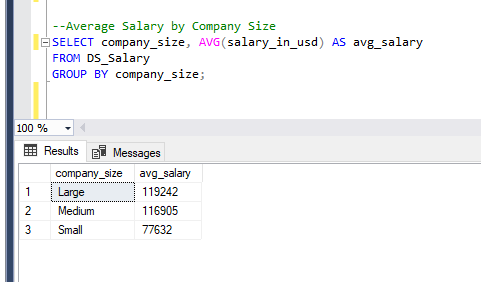 --Average Salary by Company Size
SELECT company_size, AVG(salary_in_usd) AS avg_salary
FROM DS_Salary
GROUP BY company_size;
100 %
Results Messages
company_size avg_salary
1 Large 119242
2 Medium 116905
3 Small 77632